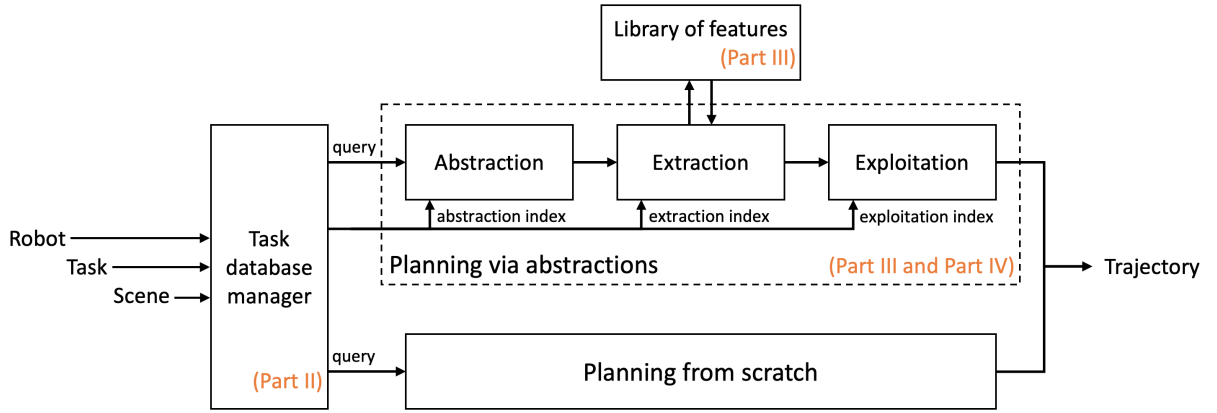 Library of features
(Part III)
query
Abstraction
Extraction
Exploitation
abstraction index
extraction index
exploitation index
Robot
Task
Scene
Task
database
manager
Planning via abstractions
(Part III and Part IV)
Trajectory
query
(Part II)
Planning from scratch